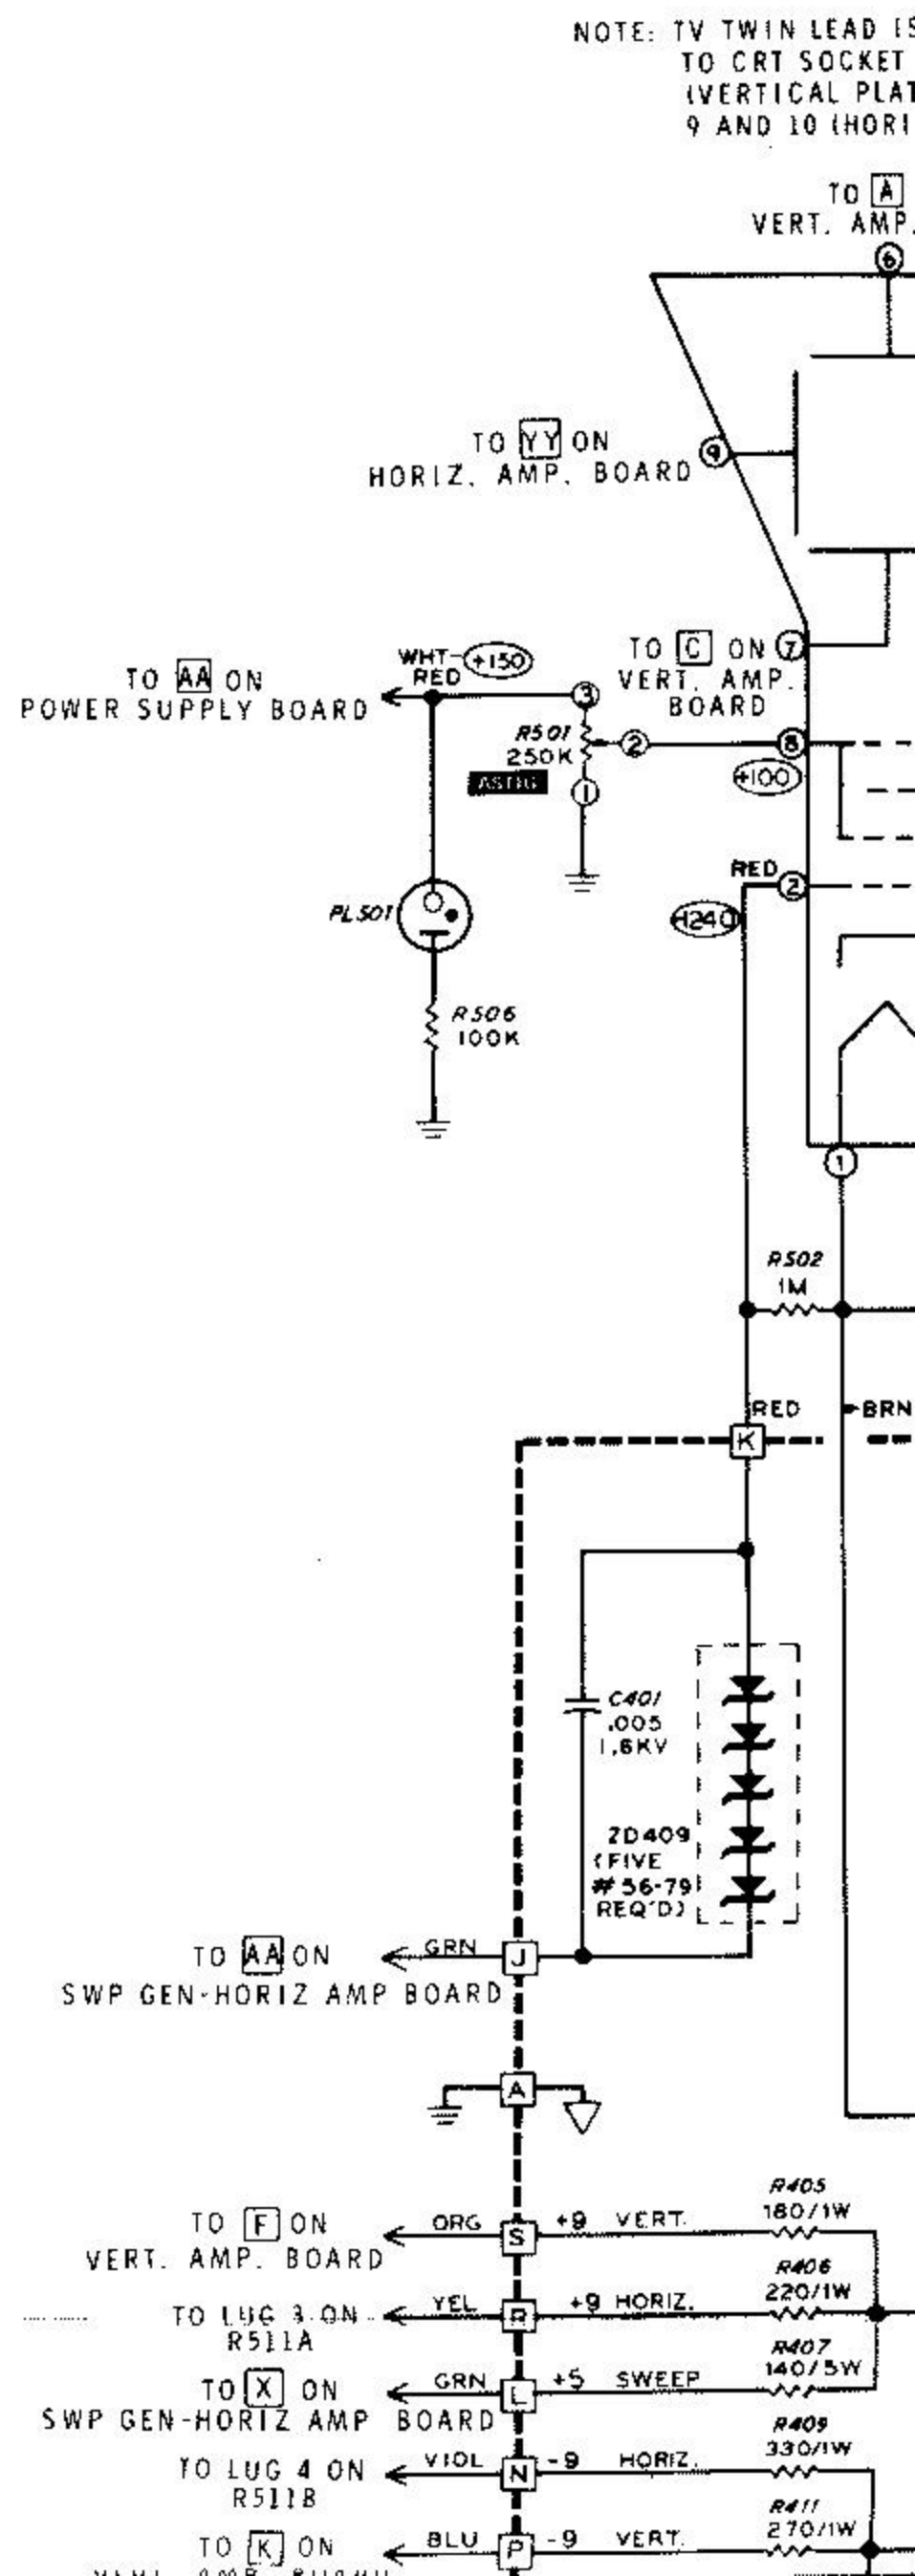 NOTE: TV TWIN LEAD IS
TO CRT SOCKET
(VERTICAL PLAT
9 AND 10 (HORI
TO A
VERT. AMP.
6
TO YY ON
HORIZ. AMP. BOARD
9
TO AA ON
POWER SUPPLY BOARD
WHT-
RED
+150
3
R501
250K
ASTIG
2
1
TO C ON
VERT. AMP.
BOARD
7
8
+100
RED
2
PL501
R506
100K
1
R502
1M
RED
BRN
K
C401
.005
1.6KV
ZD409
(FIVE
#56-79
REQ'D)
TO AA ON
SWP GEN-HORIZ AMP BOARD
GRN
J
A
TO F ON
VERT. AMP. BOARD
ORG
S
+9 VERT.
R405
180/1W
TO LUG 3 ON
R511A
YEL
R
+9 HORIZ.
R406
220/1W
TO X ON
SWP GEN-HORIZ AMP BOARD
GRN
L
+5 SWEEP
R407
140/5W
TO LUG 4 ON
R511B
VIOL
N
-9 HORIZ.
R409
330/1W
TO K ON
BLU
P
-9 VERT.
R411
270/1W